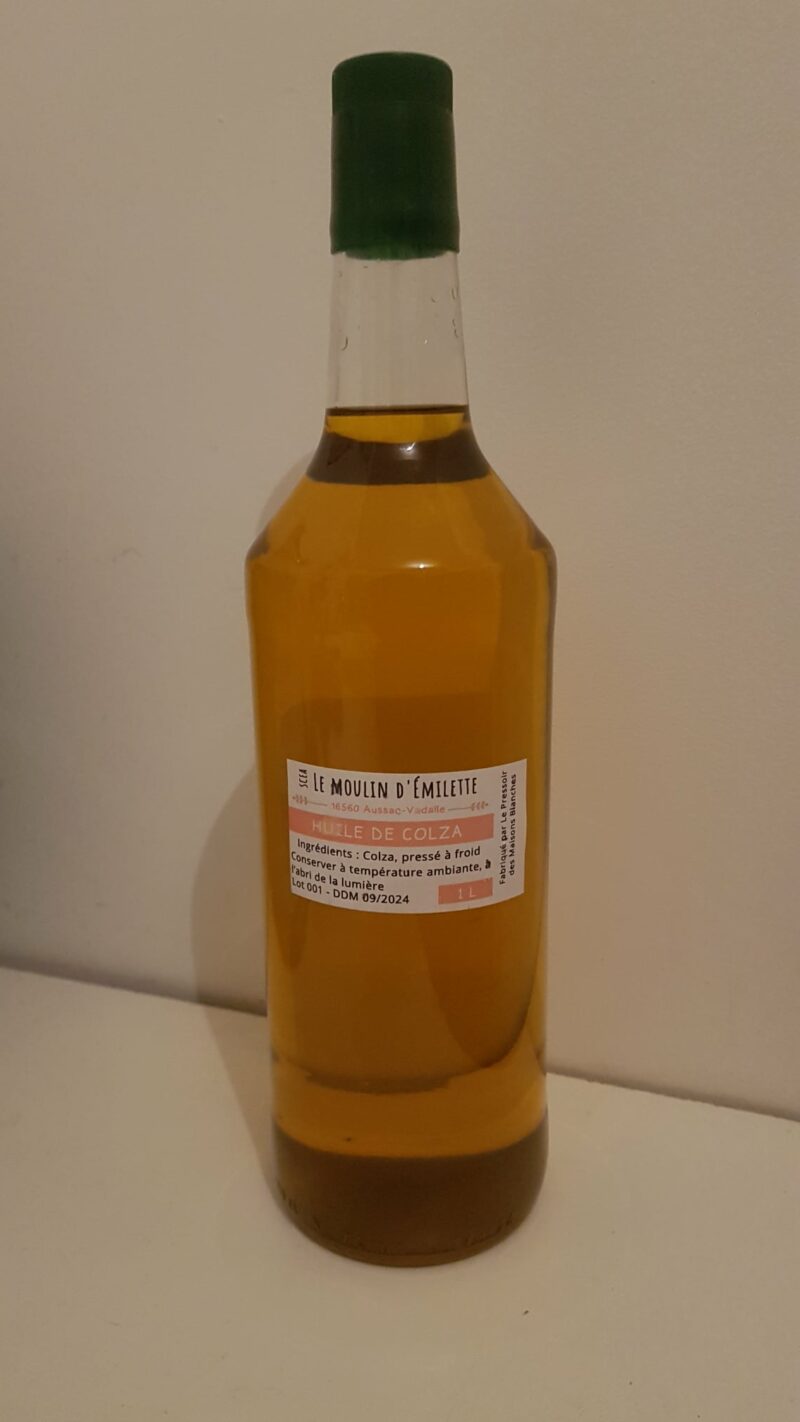 SCEA LE MOULIN D'ÉMILETTE
16560 Aussac-Vadalle
HUILE DE COLZA
Ingrédients : Colza, pressé à froid
Conserver à température ambiante, à
l'abri de la lumière
Lot 001 - DDM 09/2024
1 L
Fabriqué par Le Pressoir
des Maisons Blanches